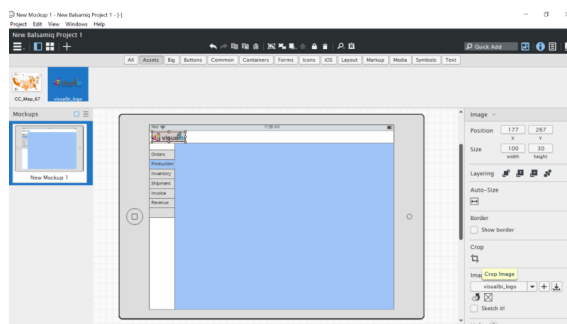 New Mockup 1 - New Balsamiq Project 1 - [-]
Project Edit View Windows Help
New Balsamiq Project 1
Quick Add
All Assets Big Buttons Common Containers Forms Icons iOS Layout Markup Media Symbols Text
CC_Map_67 visualbi_logo
Mockups
New Mockup 1
iPad
visualbi
Orders
Production
Inventory
Shipment
Invoice
Revenue
Image
Position 177 267
X Y
Size 100 30
width height
Layering
Auto-Size
Border
Show border
Crop
Crop Image
visualbi_logo
Sketch it!